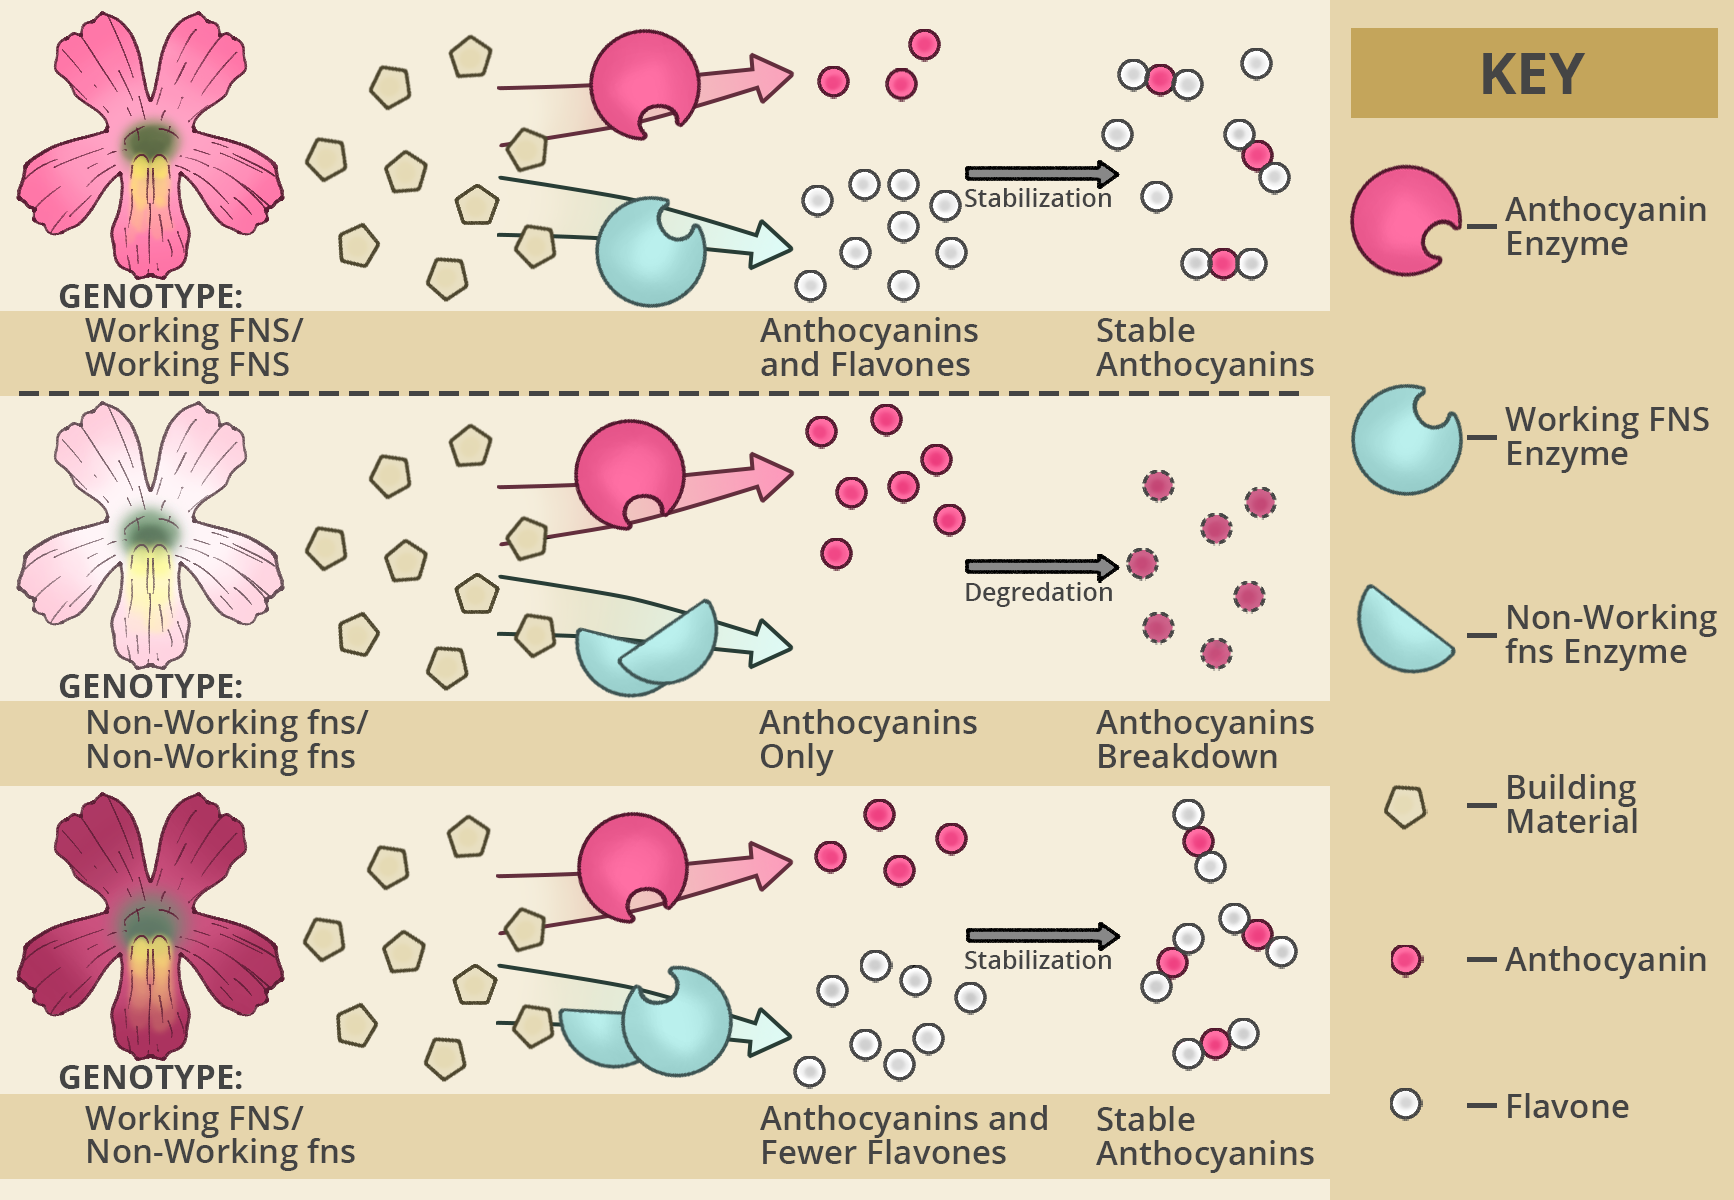 Stabilization
GENOTYPE:
Working FNS/
Working FNS
Anthocyanins
and Flavones
Stable
Anthocyanins
Degredation
GENOTYPE:
Non-Working fns/
Non-Working fns
Anthocyanins
Only
Anthocyanins
Breakdown
Stabilization
GENOTYPE:
Working FNS/
Non-Working fns
Anthocyanins and
Fewer Flavones
Stable
Anthocyanins
KEY
Anthocyanin
Enzyme
Working FNS
Enzyme
Non-Working
fns Enzyme
Building
Material
Anthocyanin
Flavone